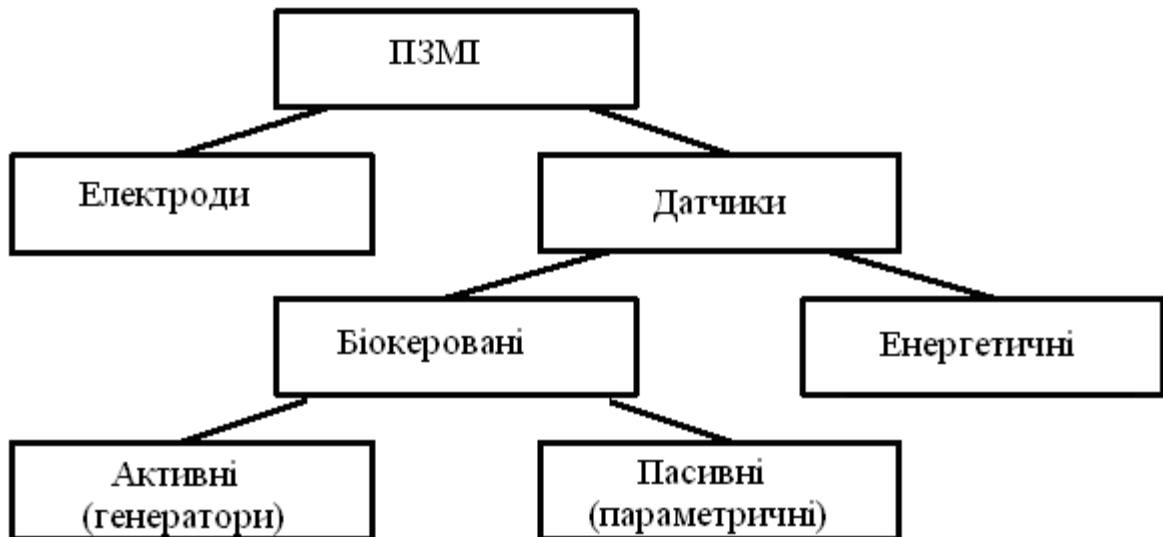 ПЗМІ
Електроди
Датчики
Біокеровані
Енергетичні
Активні
(генератори)
Пасивні
(параметричні)